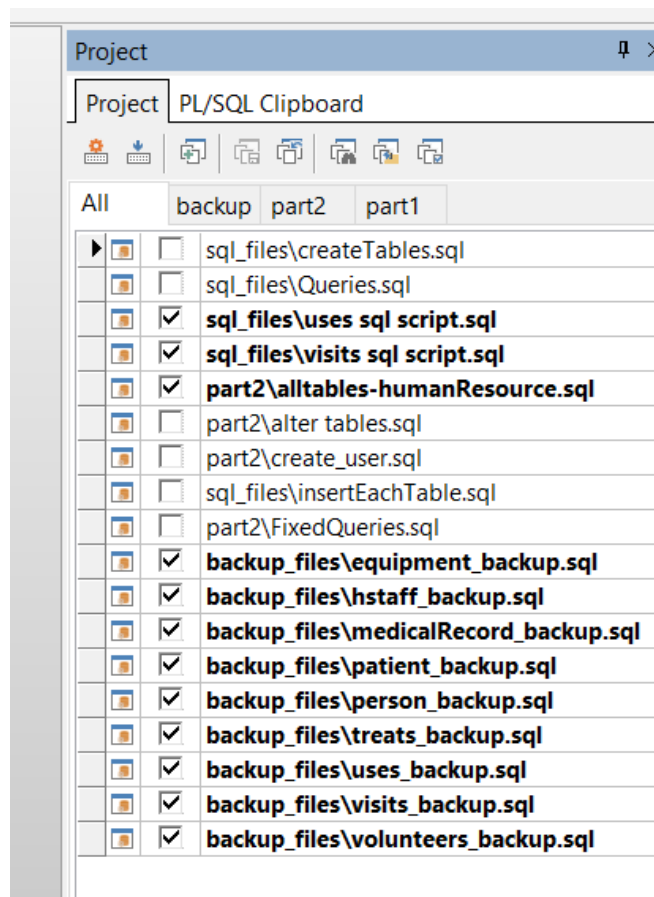 Project
Project PL/SQL Clipboard
All backup part2 part1
sql_files\createTables.sql
sql_files\Queries.sql
sql_files\uses sql script.sql
sql_files\visits sql script.sql
part2\alltables-humanResource.sql
part2\alter tables.sql
part2\create_user.sql
sql_files\insertEachTable.sql
part2\FixedQueries.sql
backup_files\equipment_backup.sql
backup_files\hstaff_backup.sql
backup_files\medicalRecord_backup.sql
backup_files\patient_backup.sql
backup_files\person_backup.sql
backup_files\treats_backup.sql
backup_files\uses_backup.sql
backup_files\visits_backup.sql
backup_files\volunteers_backup.sql